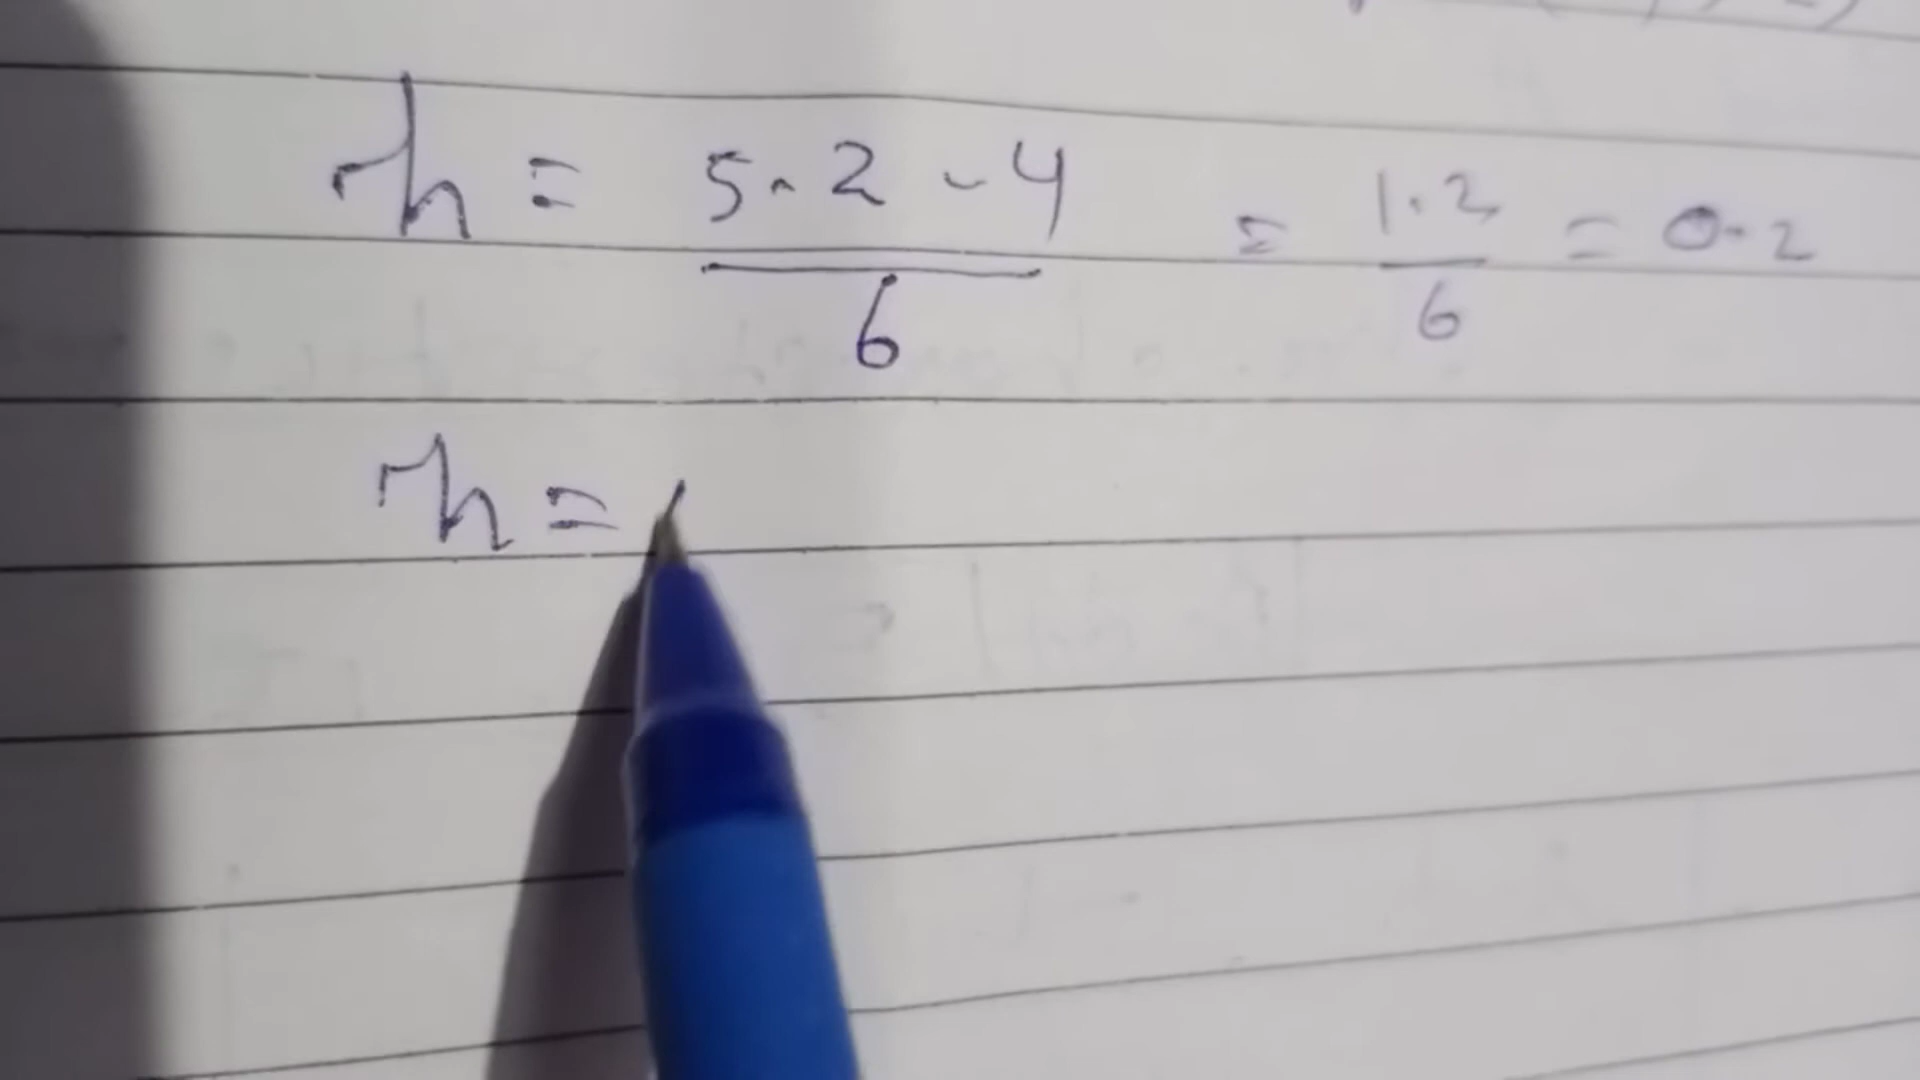 h = 5.2 - 4 / 6 = 1.2 / 6 = 0.2
h =